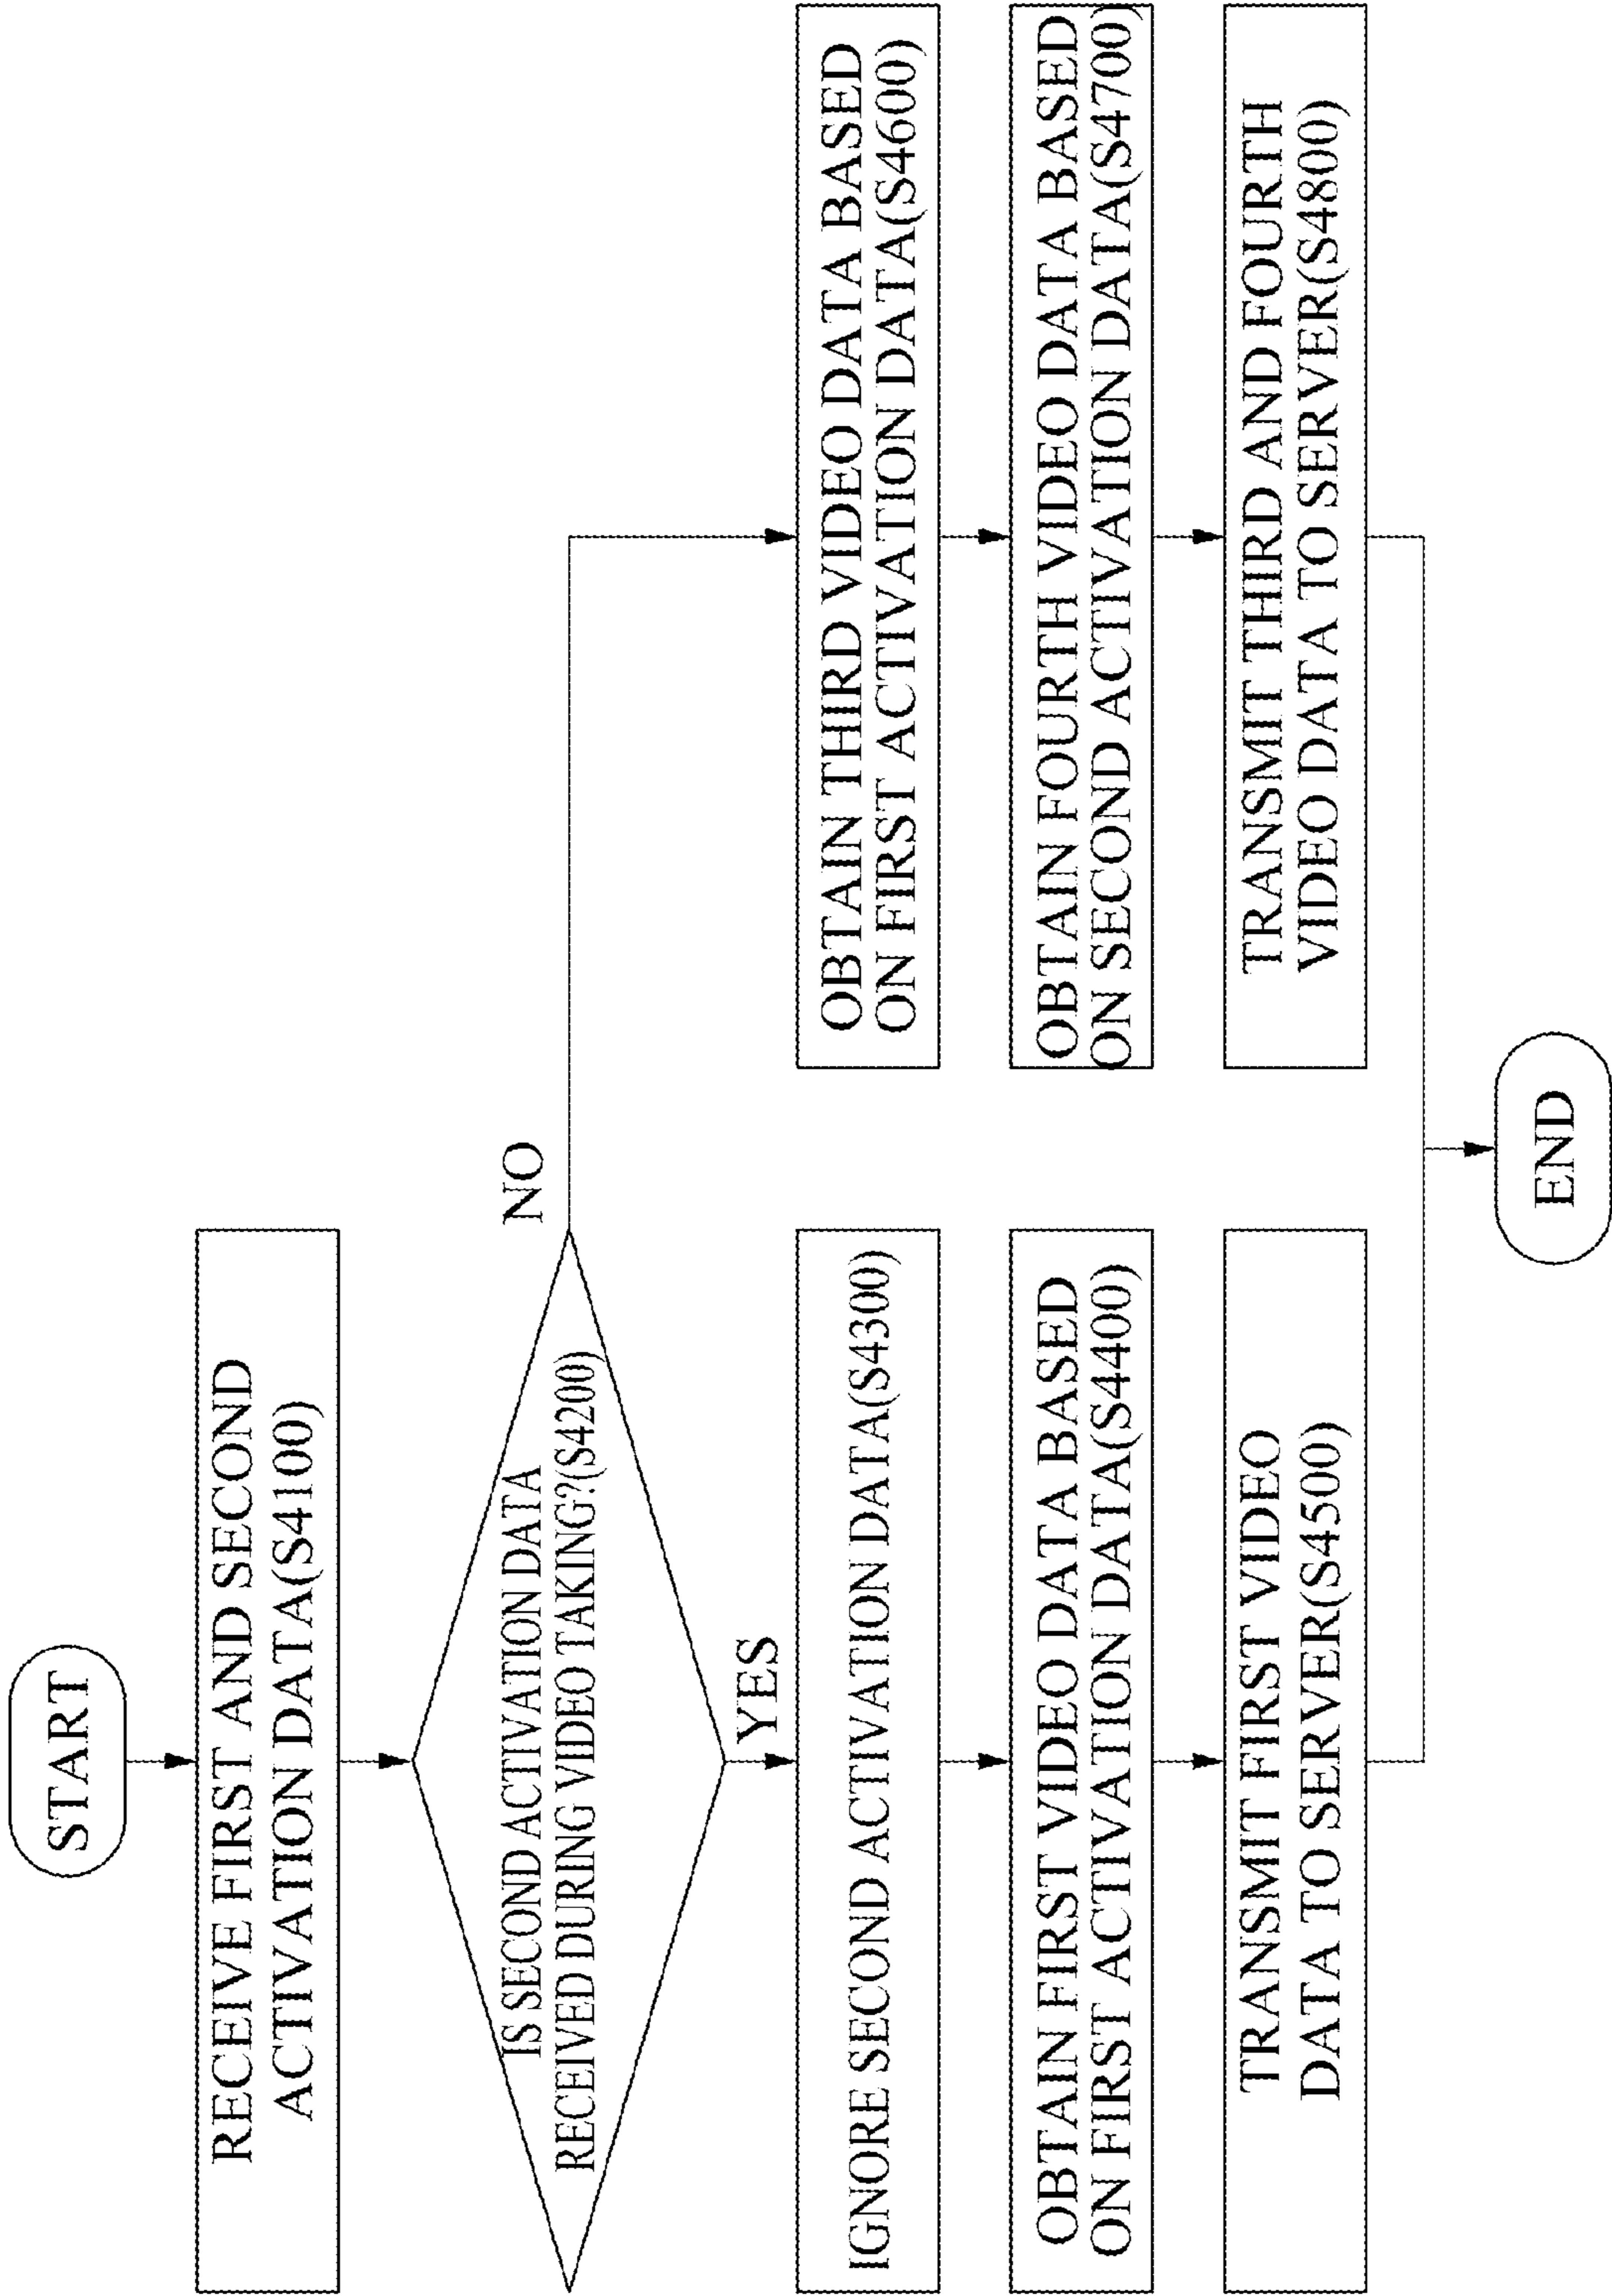 START
RECEIVE FIRST AND SECOND
ACTIVATION DATA(S4100)
IS SECOND ACTIVATION DATA
RECEIVED DURING VIDEO TAKING?(S4200)
NO
YES
IGNORE SECOND ACTIVATION DATA(S4300)
OBTAIN FIRST VIDEO DATA BASED
ON FIRST ACTIVATION DATA(S4400)
TRANSMIT FIRST VIDEO
DATA TO SERVER(S4500)
OBTAIN THIRD VIDEO DATA BASED
ON FIRST ACTIVATION DATA(S4600)
OBTAIN FOURTH VIDEO DATA BASED
ON SECOND ACTIVATION DATA(S4700)
TRANSMIT THIRD AND FOURTH
VIDEO DATA TO SERVER(S4800)
END